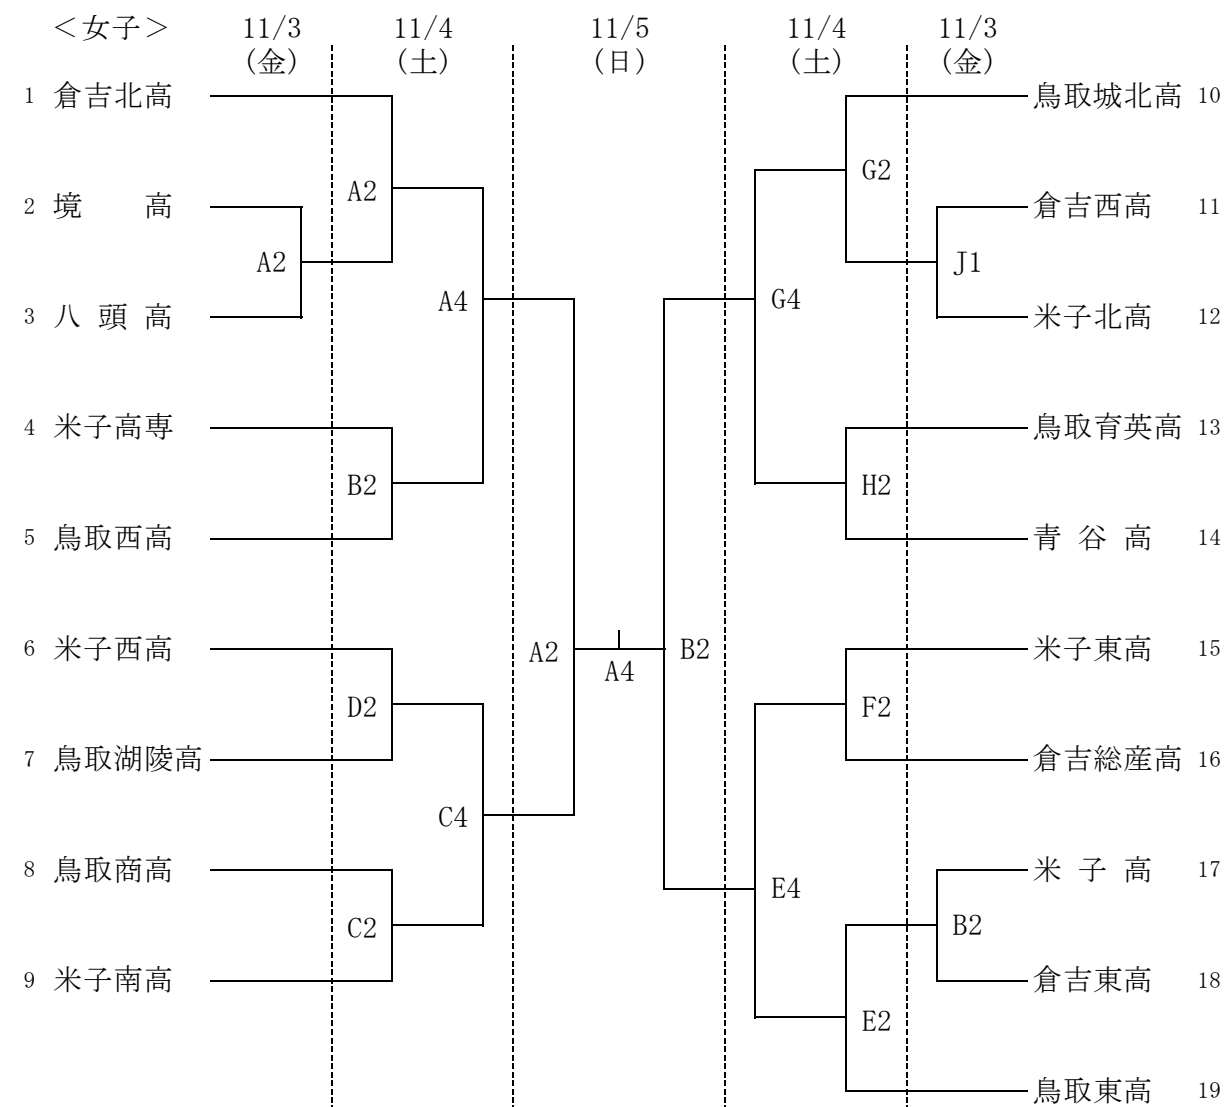 ＜女子＞ 11/3 11/4 11/5 11/4 11/3
(金) (土) (日) (土) (金)
1 倉吉北高 鳥取城北高 10
A2 G2
2 境　　高 倉吉西高 11
A2 J1
A4 G4
3 八 頭 高 米子北高 12
4 米子高専 鳥取育英高 13
B2 H2
5 鳥取西高 青 谷 高 14
6 米子西高 A2 A4 B2 米子東高 15
D2 F2
7 鳥取湖陵高 倉吉総産高 16
C4
8 鳥取商高 米 子 高 17
E4
C2 B2
9 米子南高 倉吉東高 18
E2
鳥取東高 19